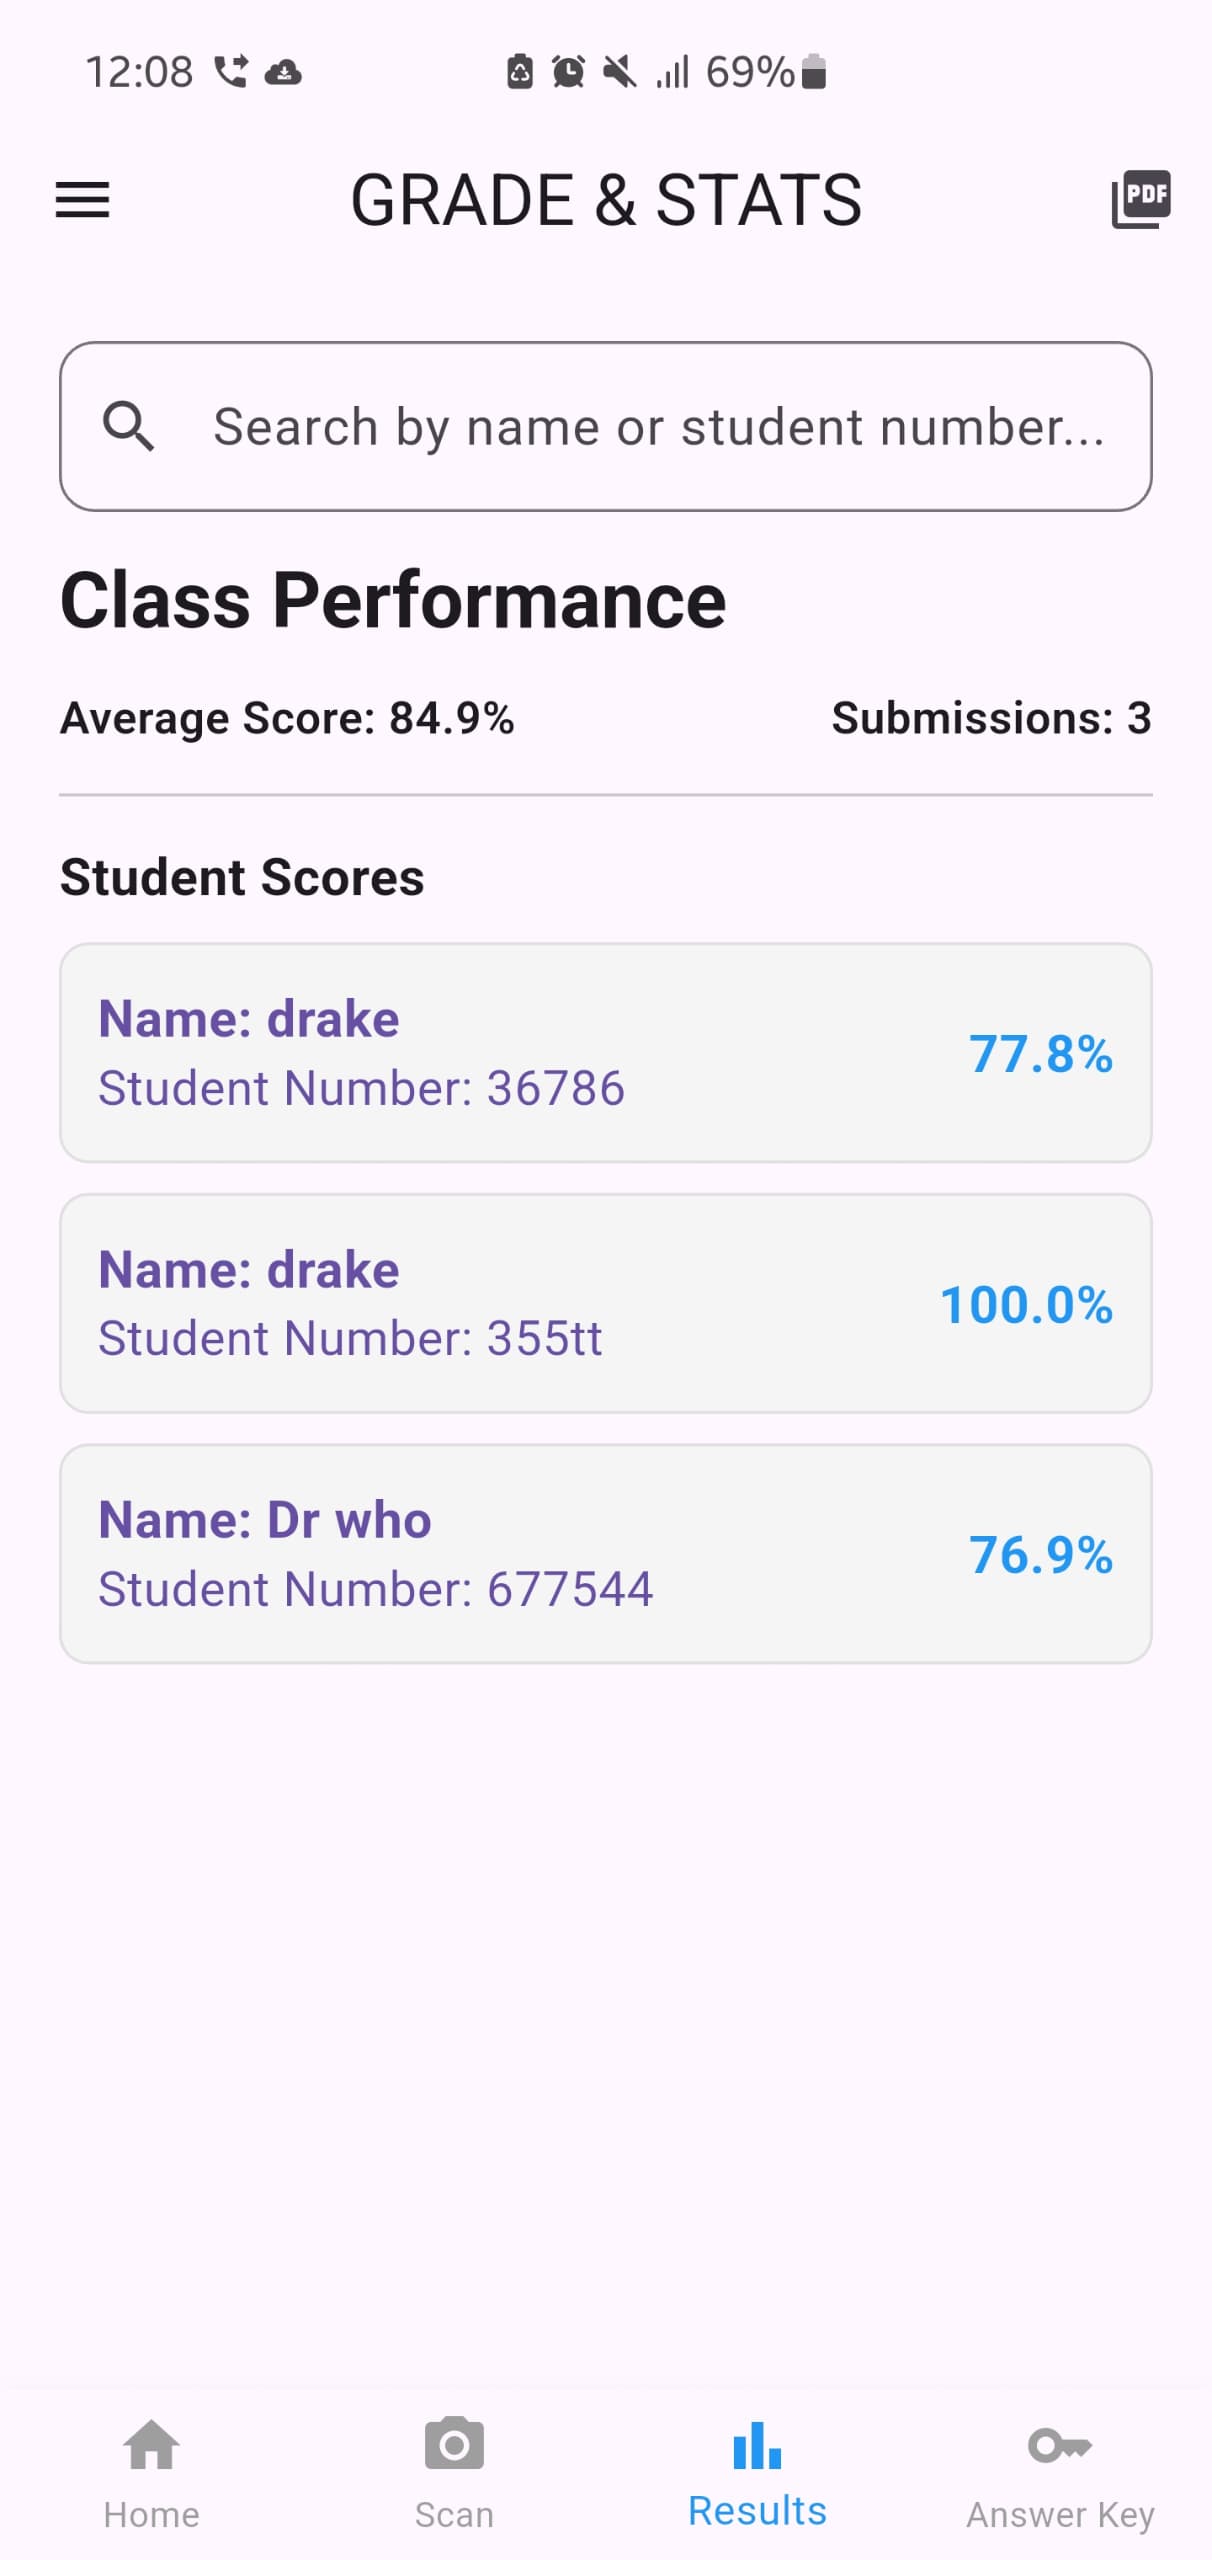 12:08
69%
GRADE & STATS
PDF
Search by name or student number...
Class Performance
Average Score: 84.9%
Submissions: 3
Student Scores
Name: drake
Student Number: 36786
77.8%
Name: drake
Student Number: 355tt
100.0%
Name: Dr who
Student Number: 677544
76.9%
Home
Scan
Results
Answer Key